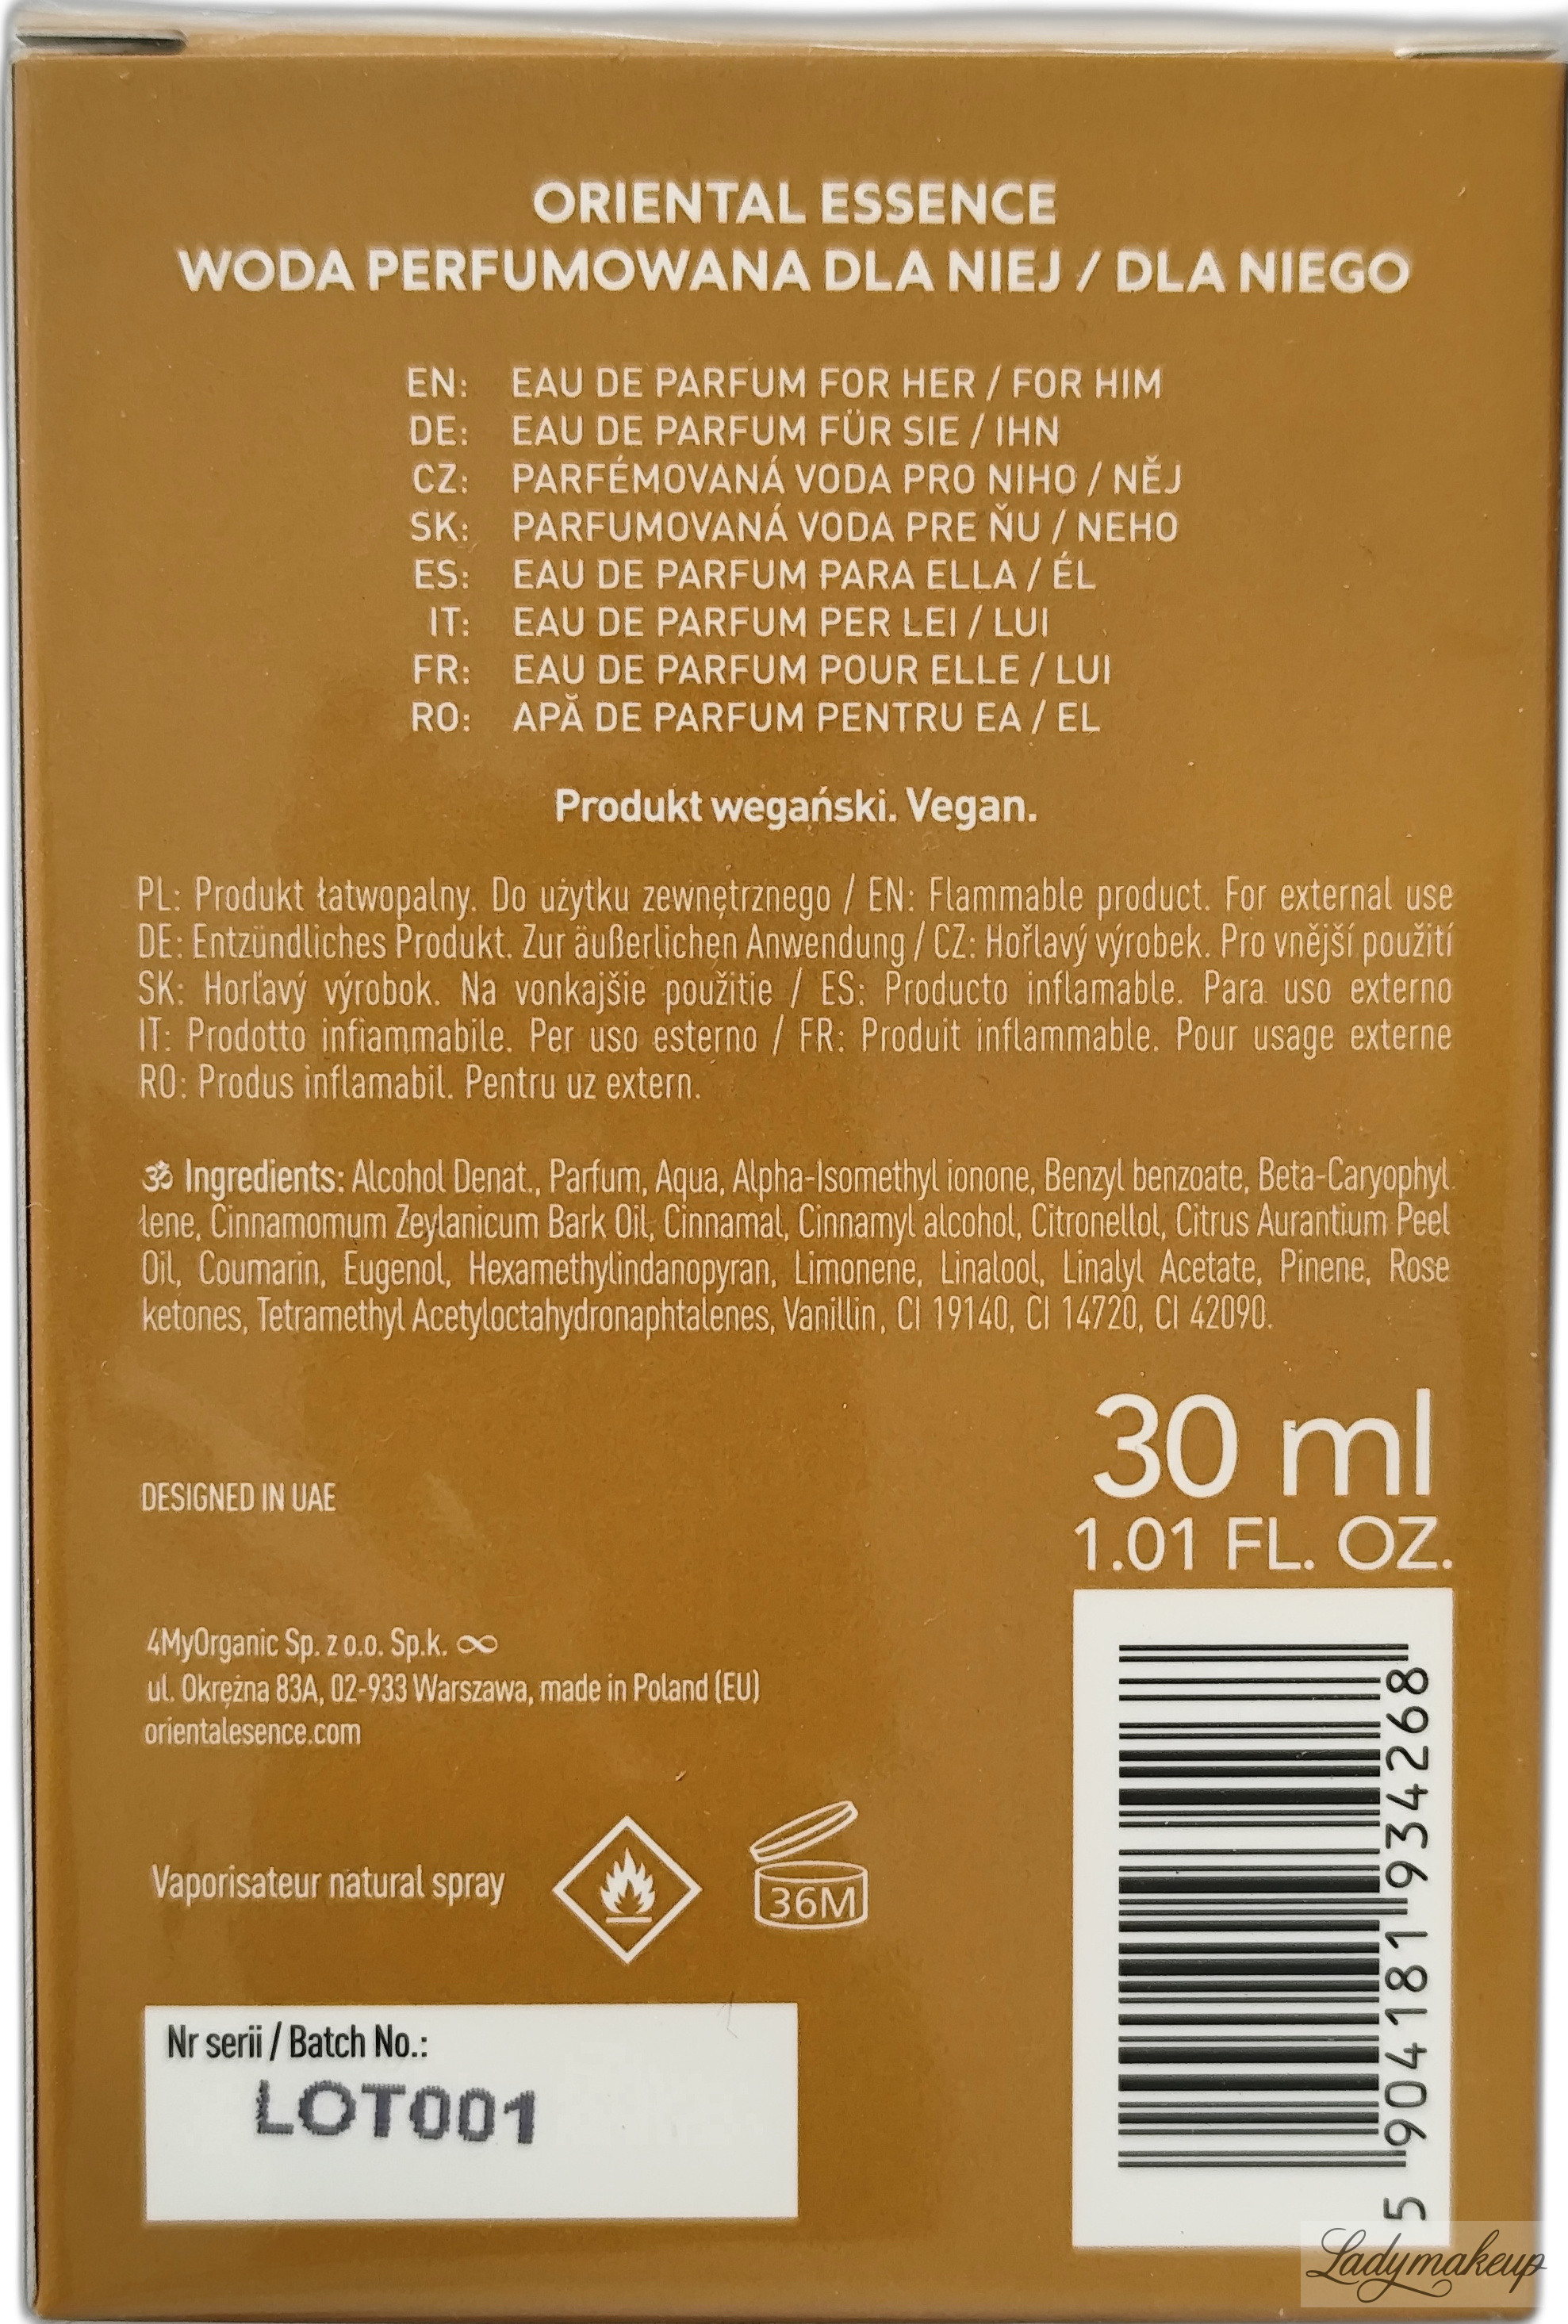 ORIENTAL ESSENCE
WODA PERFUMOWANA DLA NIEJ / DLA NIEGO
EN: EAU DE PARFUM FOR HER / FOR HIM
DE: EAU DE PARFUM FÜR SIE / IHN
CZ: PARFÉMOVANÁ VODA PRO NIHO / NĚJ
SK: PARFUMOVANÁ VODA PRE ŇU / NEHO
ES: EAU DE PARFUM PARA ELLA / ÉL
IT: EAU DE PARFUM PER LEI / LUI
FR: EAU DE PARFUM POUR ELLE / LUI
RO: APĂ DE PARFUM PENTRU EA / EL
Produkt wegański. Vegan.
PL: Produkt łatwopalny. Do użytku zewnętrznego / EN: Flammable product. For external use
DE: Entzündliches Produkt. Zur äußerlichen Anwendung / CZ: Hořlavý výrobek. Pro vnější použití
SK: Horľavý výrobok. Na vonkajšie použitie / ES: Producto inflamable. Para uso externo
IT: Prodotto infiammabile. Per uso esterno / FR: Produit inflammable. Pour usage externe
RO: Produs inflamabil. Pentru uz extern.
ॐ Ingredients: Alcohol Denat., Parfum, Aqua, Alpha-Isomethyl ionone, Benzyl benzoate, Beta-Caryophyl
lene, Cinnamomum Zeylanicum Bark Oil, Cinnamal, Cinnamyl alcohol, Citronellol, Citrus Aurantium Peel
Oil, Coumarin, Eugenol, Hexamethylindanopyran, Limonene, Linalool, Linalyl Acetate, Pinene, Rose
ketones, Tetramethyl Acetyloctahydronaphtalenes, Vanillin, CI 19140, CI 14720, CI 42090.
30 ml
1.01 FL. OZ.
DESIGNED IN UAE
4MyOrganic Sp. z o.o. Sp.k. ∞
ul. Okrężna 83A, 02-933 Warszawa, made in Poland (EU)
orientalesence.com
Vaporisateur natural spray
36M
Nr serii / Batch No.:
LOT001
5 904181 934268
Ladymakeup